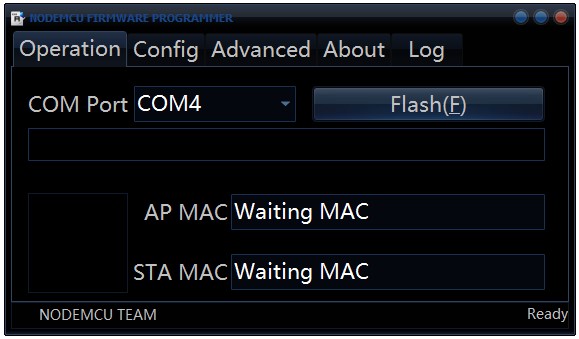 NODEMCU FIRMWARE PROGRAMMER
Operation Config Advanced About Log
COM Port COM4 Flash(F)
AP MAC Waiting MAC
STA MAC Waiting MAC
NODEMCU TEAM Ready